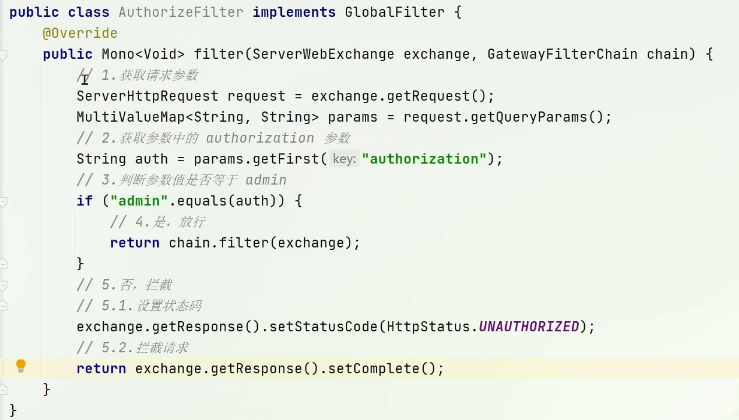 public class AuthorizeFilter implements GlobalFilter {
@Override
public Mono<Void> filter(ServerWebExchange exchange, GatewayFilterChain chain) {
// 1.获取请求参数
ServerHttpRequest request = exchange.getRequest();
MultiValueMap<String, String> params = request.getQueryParams();
// 2.获取参数中的 authorization 参数
String auth = params.getFirst( key: "authorization");
// 3.判断参数值是否等于 admin
if ("admin".equals(auth)) {
// 4.是，放行
return chain.filter(exchange);
}
// 5.否，拦截
// 5.1.设置状态码
exchange.getResponse().setStatusCode(HttpStatus.UNAUTHORIZED);
// 5.2.拦截请求
return exchange.getResponse().setComplete();
}
}